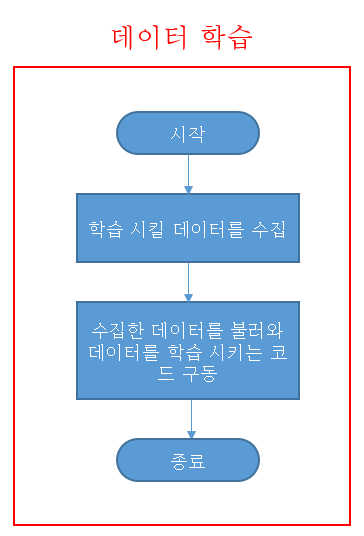 데이터 학습
시작
학습 시킬 데이터를 수집
수집한 데이터를 불러와
데이터를 학습 시키는 코
드 구동
종료